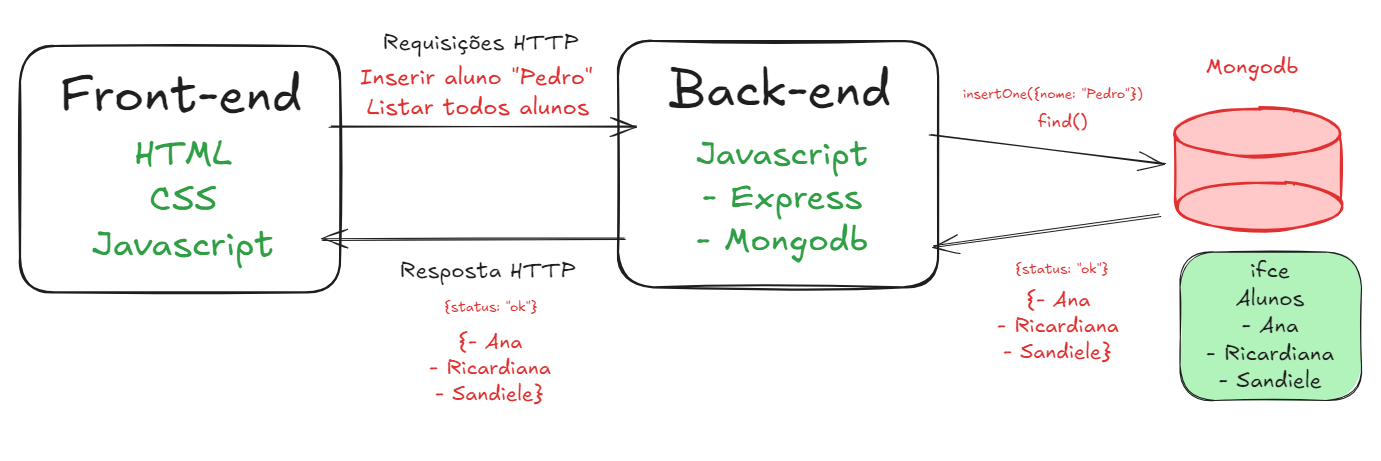 Front-end
HTML
CSS
Javascript
Requisições HTTP
Inserir aluno "Pedro"
Listar todos alunos
Resposta HTTP
{status: "ok"}
{- Ana
- Ricardiana
- Sandiele}
Back-end
Javascript
- Express
- Mongodb
insertOne({nome: "Pedro"})
find()
{status: "ok"}
{- Ana
- Ricardiana
- Sandiele}
Mongodb
ifce
Alunos
- Ana
- Ricardiana
- Sandiele